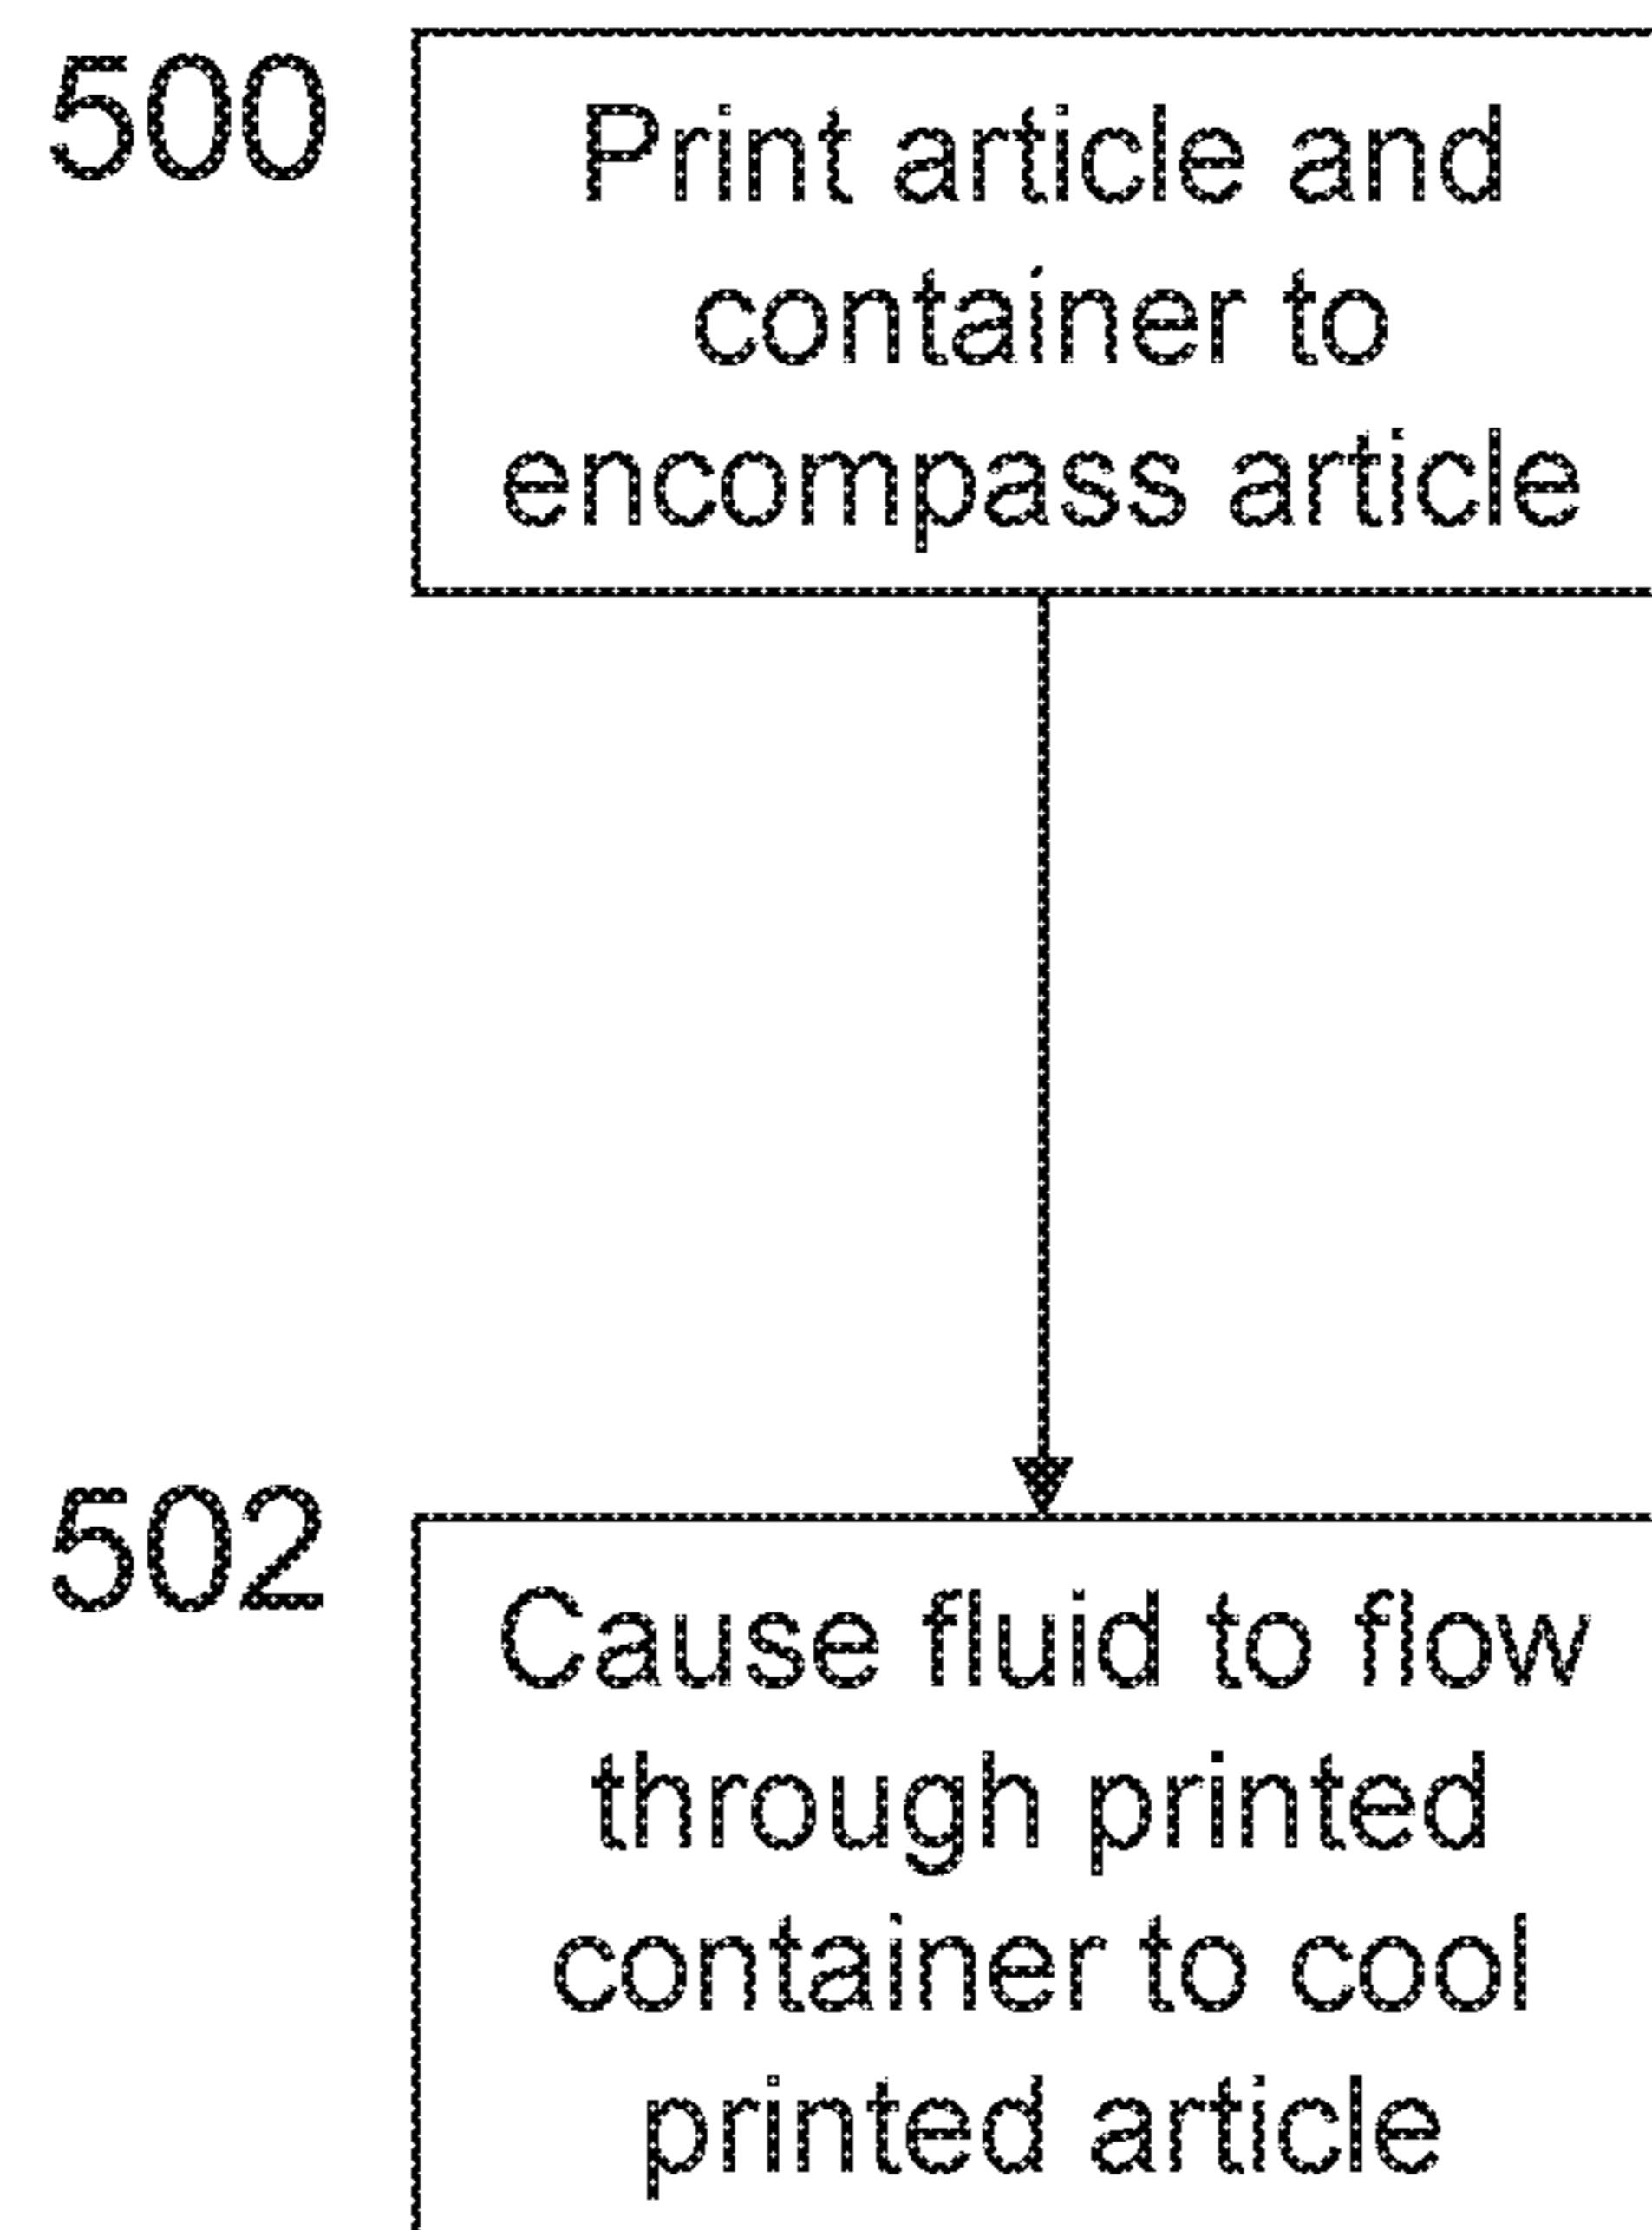 500
Print article and
container to
encompass article
502
Cause fluid to flow
through printed
container to cool
printed article